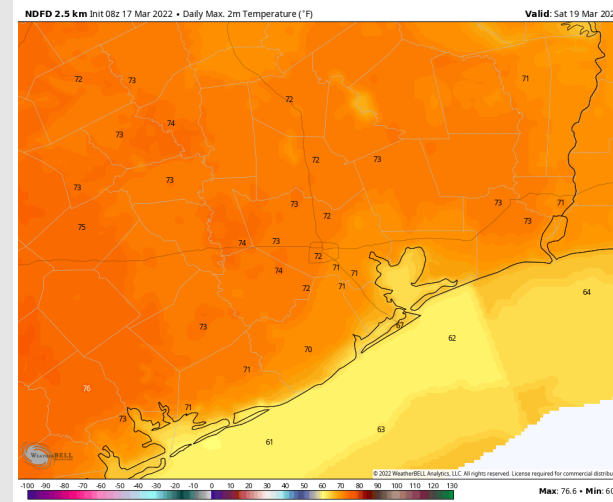 NDFD 2.5 km Init 08z 17 Mar 2022 • Daily Max. 2m Temperature (°F) Valid: Sat 19 Mar 202
72 73 72 71
74
73
72 73
73 73
73 73 71
72 73
75
74 73
72
74 71 71
72 71 64
73 67 62
70
71
76
73 71
61 63
WeatherBELL
© 2022 WeatherBELL Analytics, LLC. All rights reserved. License required for commercial distribu
-100 -90 -80 -70 -60 -50 -40 -30 -20 -10 0 10 20 30 40 50 60 70 80 90 100 110 120 130
Max: 76.6 • Min: 60